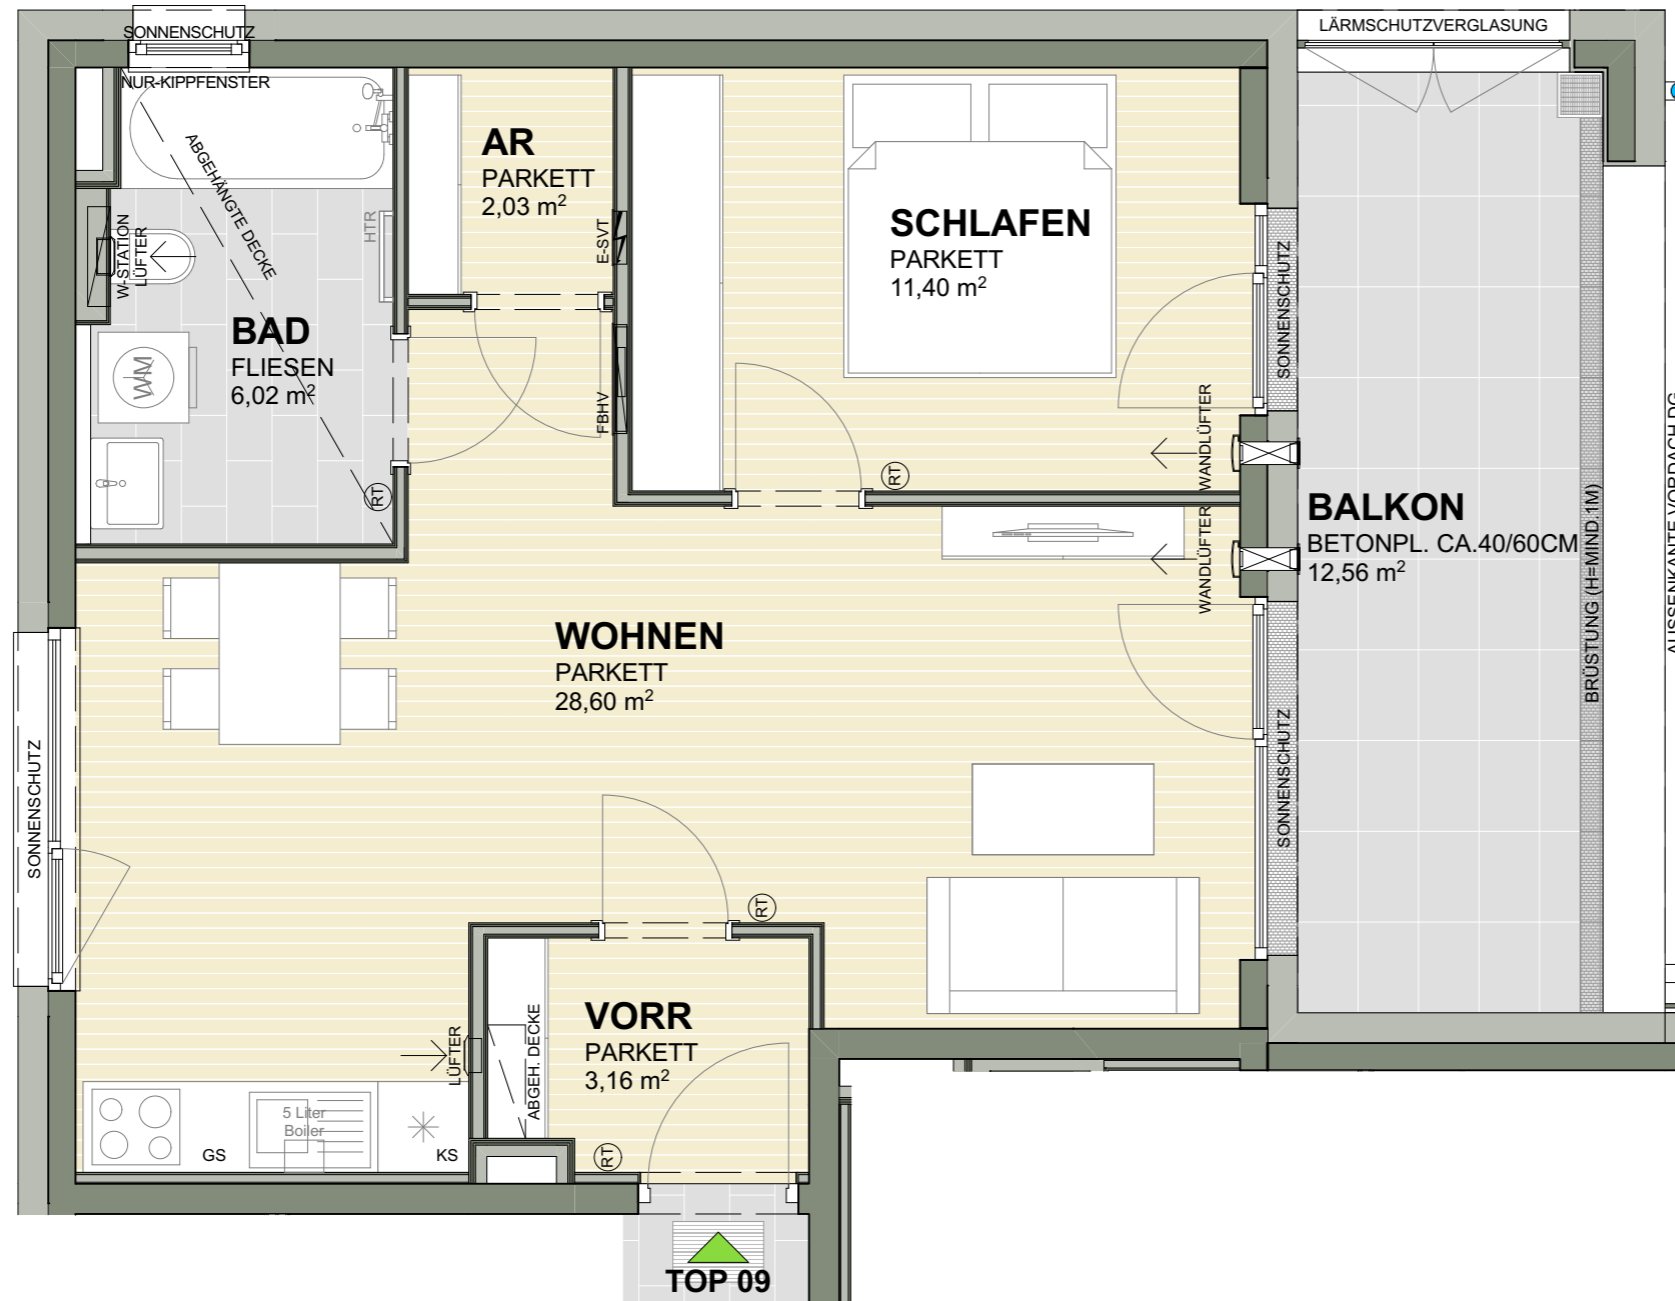 SONNENSCHUTZ
NUR-KIPPFENSTER
LÄRMSCHUTZVERGLASUNG
ABGEHÄNGTE DECKE
AR
PARKETT
2,03 m²
SCHLAFEN
PARKETT
11,40 m²
W-STATION
LÜFTER
HTR
E-SVT
SONNENSCHUTZ
BAD
FLIESEN
6,02 m²
WM
FBHV
WANDLÜFTER
RT
RT
BALKON
BETONPL. CA.40/60CM
12,56 m²
BRÜSTUNG (H=MIND.1M)
AUSSENKANTE VORDACH DG
WANDLÜFTER
WOHNEN
PARKETT
28,60 m²
SONNENSCHUTZ
SONNENSCHUTZ
RT
VORR
PARKETT
3,16 m²
LÜFTER
ABGEH. DECKE
5 Liter
Boiler
GS
KS
RT
TOP 09